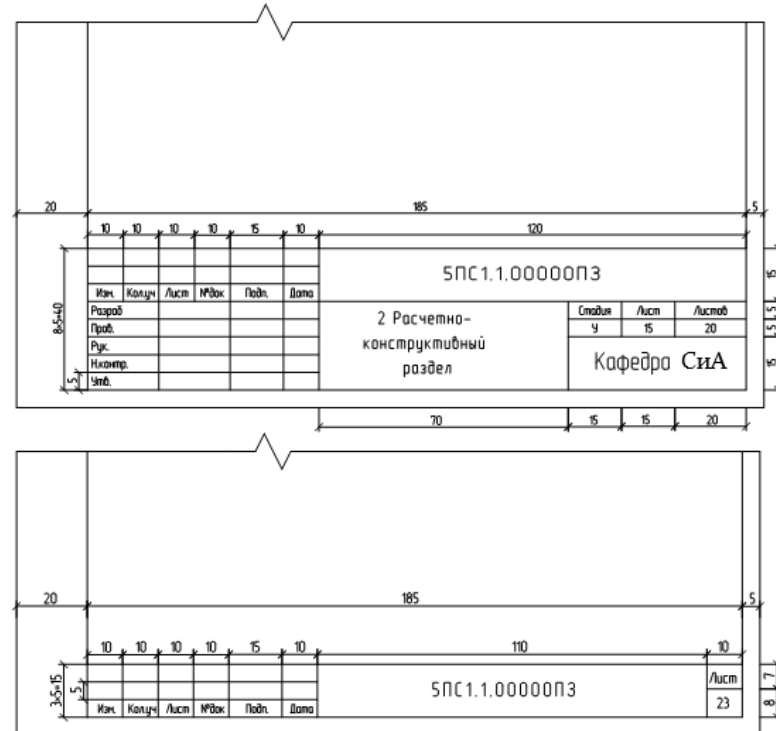 20
185
5
10 10 10 10 15 10
120
5ПС1.1.00000ПЗ
15
Изм. Кол.уч Лист №док Подп. Дата
8×5=40
Разраб
Пров.
Рук.
Н.контр.
Утв.
5
2 Расчетно-
конструктивный
раздел
Стадия Лист Листов
У 15 20
5
5
Кафедра СиА
15
70 15 15 20
20
185
5
10 10 10 10 15 10
110
10
3×5=15
5
5ПС1.1.00000ПЗ
Лист
23
7
8
Изм. Кол.уч Лист №док Подп. Дата